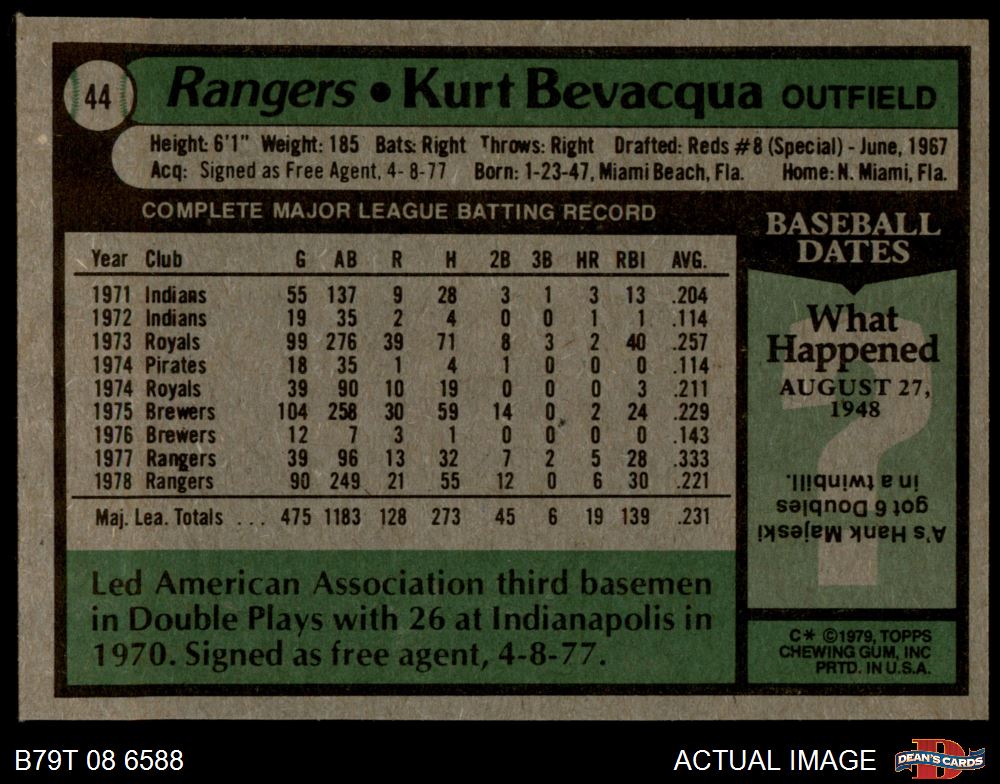 44
Rangers • Kurt Bevacqua OUTFIELD
Height: 6'1" Weight: 185 Bats: Right Throws: Right Drafted: Reds #8 (Special) - June, 1967
Acq: Signed as Free Agent, 4- 8-77 Born: 1-23-47, Miami Beach, Fla. Home: N. Miami, Fla.
COMPLETE MAJOR LEAGUE BATTING RECORD
Year Club G AB R H 2B 3B HR RBI AVG.
1971 Indians 55 137 9 28 3 1 3 13 .204
1972 Indians 19 35 2 4 0 0 1 1 .114
1973 Royals 99 276 39 71 8 3 2 40 .257
1974 Pirates 18 35 1 4 1 0 0 0 .114
1974 Royals 39 90 10 19 0 0 0 3 .211
1975 Brewers 104 258 30 59 14 0 2 24 .229
1976 Brewers 12 7 3 1 0 0 0 0 .143
1977 Rangers 39 96 13 32 7 2 5 28 .333
1978 Rangers 90 249 21 55 12 0 6 30 .221
Maj. Lea. Totals ... 475 1183 128 273 45 6 19 139 .231
Led American Association third basemen
in Double Plays with 26 at Indianapolis in
1970. Signed as free agent, 4-8-77.
BASEBALL
DATES
What
Happened
AUGUST 27,
1948
?
A's Hank Majeski
got 6 Doubles
in a twinbill.
C* ©1979, TOPPS
CHEWING GUM, INC
PRTD. IN U.S.A.
B79T 08 6588
ACTUAL IMAGE
D
DEAN'S CARDS